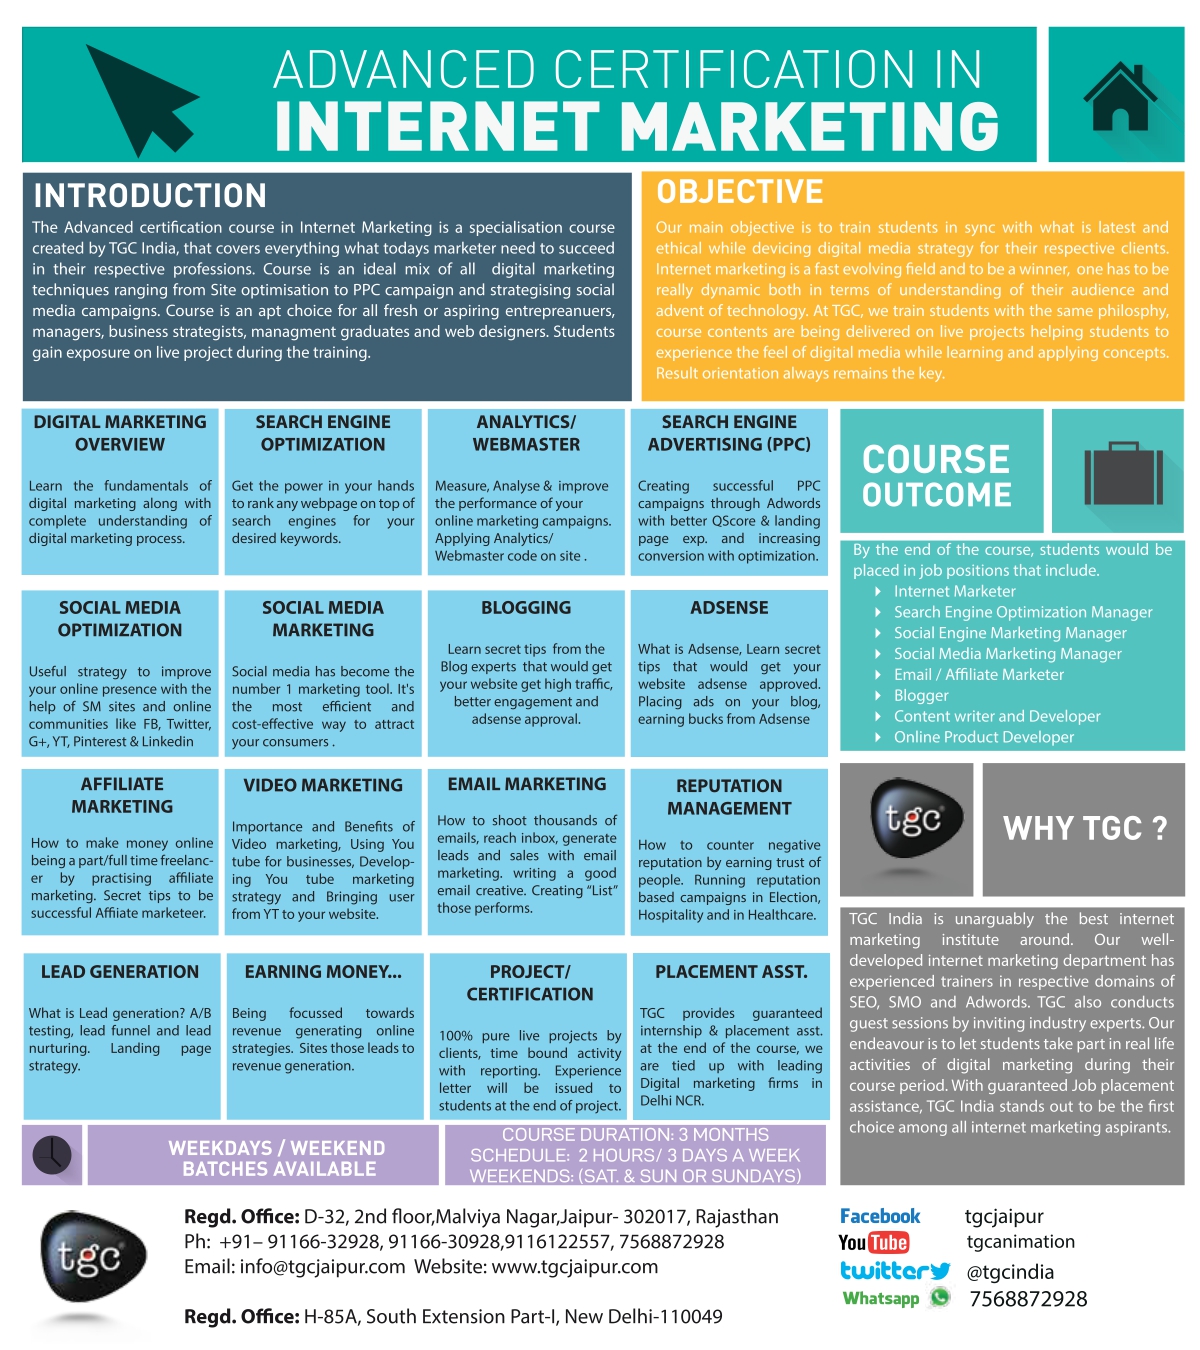 ADVANCED CERTIFICATION IN
INTERNET MARKETING
INTRODUCTION
The Advanced certification course in Internet Marketing is a specialisation course
created by TGC India, that covers everything what todays marketer need to succeed
in their respective professions. Course is an ideal mix of all digital marketing
techniques ranging from Site optimisation to PPC campaign and strategising social
media campaigns. Course is an apt choice for all fresh or aspiring entrepreanuers,
managers, business strategists, managment graduates and web designers. Students
gain exposure on live project during the training.
OBJECTIVE
Our main objective is to train students in sync with what is latest and
ethical while devicing digital media strategy for their respective clients.
Internet marketing is a fast evolving field and to be a winner, one has to be
really dynamic both in terms of understanding of their audience and
advent of technology. At TGC, we train students with the same philosphy,
course contents are being delivered on live projects helping students to
experience the feel of digital media while learning and applying concepts.
Result orientation always remains the key.
DIGITAL MARKETING
OVERVIEW
Learn the fundamentals of
digital marketing along with
complete understanding of
digital marketing process.
SEARCH ENGINE
OPTIMIZATION
Get the power in your hands
to rank any webpage on top of
search engines for your
desired keywords.
ANALYTICS/
WEBMASTER
Measure, Analyse & improve
the performance of your
online marketing campaigns.
Applying Analytics/
Webmaster code on site .
SEARCH ENGINE
ADVERTISING (PPC)
Creating successful PPC
campaigns through Adwords
with better QScore & landing
page exp. and increasing
conversion with optimization.
SOCIAL MEDIA
OPTIMIZATION
Useful strategy to improve
your online presence with the
help of SM sites and online
communities like FB, Twitter,
G+, YT, Pinterest & Linkedin
SOCIAL MEDIA
MARKETING
Social media has become the
number 1 marketing tool. It's
the most efficient and
cost-effective way to attract
your consumers .
BLOGGING
Learn secret tips from the
Blog experts that would get
your website get high traffic,
better engagement and
adsense approval.
ADSENSE
What is Adsense, Learn secret
tips that would get your
website adsense approved.
Placing ads on your blog,
earning bucks from Adsense
AFFILIATE
MARKETING
How to make money online
being a part/full time freelanc-
er by practising affiliate
marketing. Secret tips to be
successful Affiiate marketeer.
VIDEO MARKETING
Importance and Benefits of
Video marketing, Using You
tube for businesses, Develop-
ing You tube marketing
strategy and Bringing user
from YT to your website.
EMAIL MARKETING
How to shoot thousands of
emails, reach inbox, generate
leads and sales with email
marketing. writing a good
email creative. Creating "List"
those performs.
REPUTATION
MANAGEMENT
How to counter negative
reputation by earning trust of
people. Running reputation
based campaigns in Election,
Hospitality and in Healthcare.
LEAD GENERATION
What is Lead generation? A/B
testing, lead funnel and lead
nurturing. Landing page
strategy.
EARNING MONEY...
Being focussed towards
revenue generating online
strategies. Sites those leads to
revenue generation.
PROJECT/
CERTIFICATION
100% pure live projects by
clients, time bound activity
with reporting. Experience
letter will be issued to
students at the end of project.
PLACEMENT ASST.
TGC provides guaranteed
internship & placement asst.
at the end of the course, we
are tied up with leading
Digital marketing firms in
Delhi NCR.
COURSE
OUTCOME
By the end of the course, students would be
placed in job positions that include.
Internet Marketer
Search Engine Optimization Manager
Social Engine Marketing Manager
Social Media Marketing Manager
Email / Affiliate Marketer
Blogger
Content writer and Developer
Online Product Developer
tgc
WHY TGC ?
TGC India is unarguably the best internet
marketing institute around. Our well-
developed internet marketing department has
experienced trainers in respective domains of
SEO, SMO and Adwords. TGC also conducts
guest sessions by inviting industry experts. Our
endeavour is to let students take part in real life
activities of digital marketing during their
course period. With guaranteed Job placement
assistance, TGC India stands out to be the first
choice among all internet marketing aspirants.
WEEKDAYS / WEEKEND
BATCHES AVAILABLE
COURSE DURATION: 3 MONTHS
SCHEDULE: 2 HOURS/ 3 DAYS A WEEK
WEEKENDS: (SAT. & SUN OR SUNDAYS)
tgc
Regd. Office: D-32, 2nd floor,Malviya Nagar,Jaipur- 302017, Rajasthan
Ph: +91– 91166-32928, 91166-30928,9116122557, 7568872928
Email: info@tgcjaipur.com Website: www.tgcjaipur.com
Regd. Office: H-85A, South Extension Part-I, New Delhi-110049
Facebook tgcjaipur
YouTube tgcanimation
twitter @tgcindia
Whatsapp 7568872928